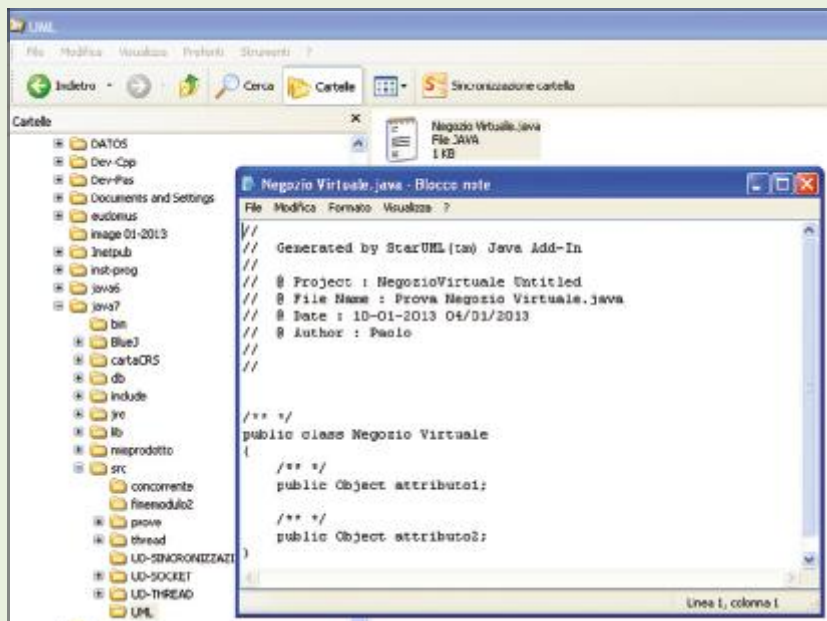 UML
File Modifica Visualizza Preferiti Strumenti ?
Indietro
Cerca
Cartelle
Sincronizzazione cartella
Cartelle
x
DATOS
Dev-Cpp
Dev-Pas
Documents and Settings
eudomus
image 01-2013
Inetpub
inst-prog
java6
java7
bin
BlueJ
cartaCRS
db
include
jre
lib
mieprodotto
src
concorrente
finemodulo2
prove
thread
UD-SINCRONIZZAZI
UD-SOCKET
UD-THREAD
UML
Negozio Virtuale.java
File JAVA
1 KB
Negozio Virtuale.java - Blocco note
File Modifica Formato Visualizza ?
//
// Generated by StarUML(tm) Java Add-In
//
// @ Project : NegozioVirtuale Untitled
// @ File Name : Prova Negozio Virtuale.java
// @ Date : 10-01-2013 04/01/2013
// @ Author : Paolo
//
//
/** */
public class Negozio Virtuale
{
/** */
public Object attributo1;
/** */
public Object attributo2;
}
Linea 1, colonna 1